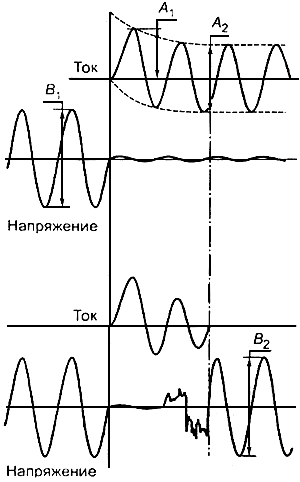 A₁
A₂
Ток
B₁
Напряжение
Ток
B₂
Напряжение